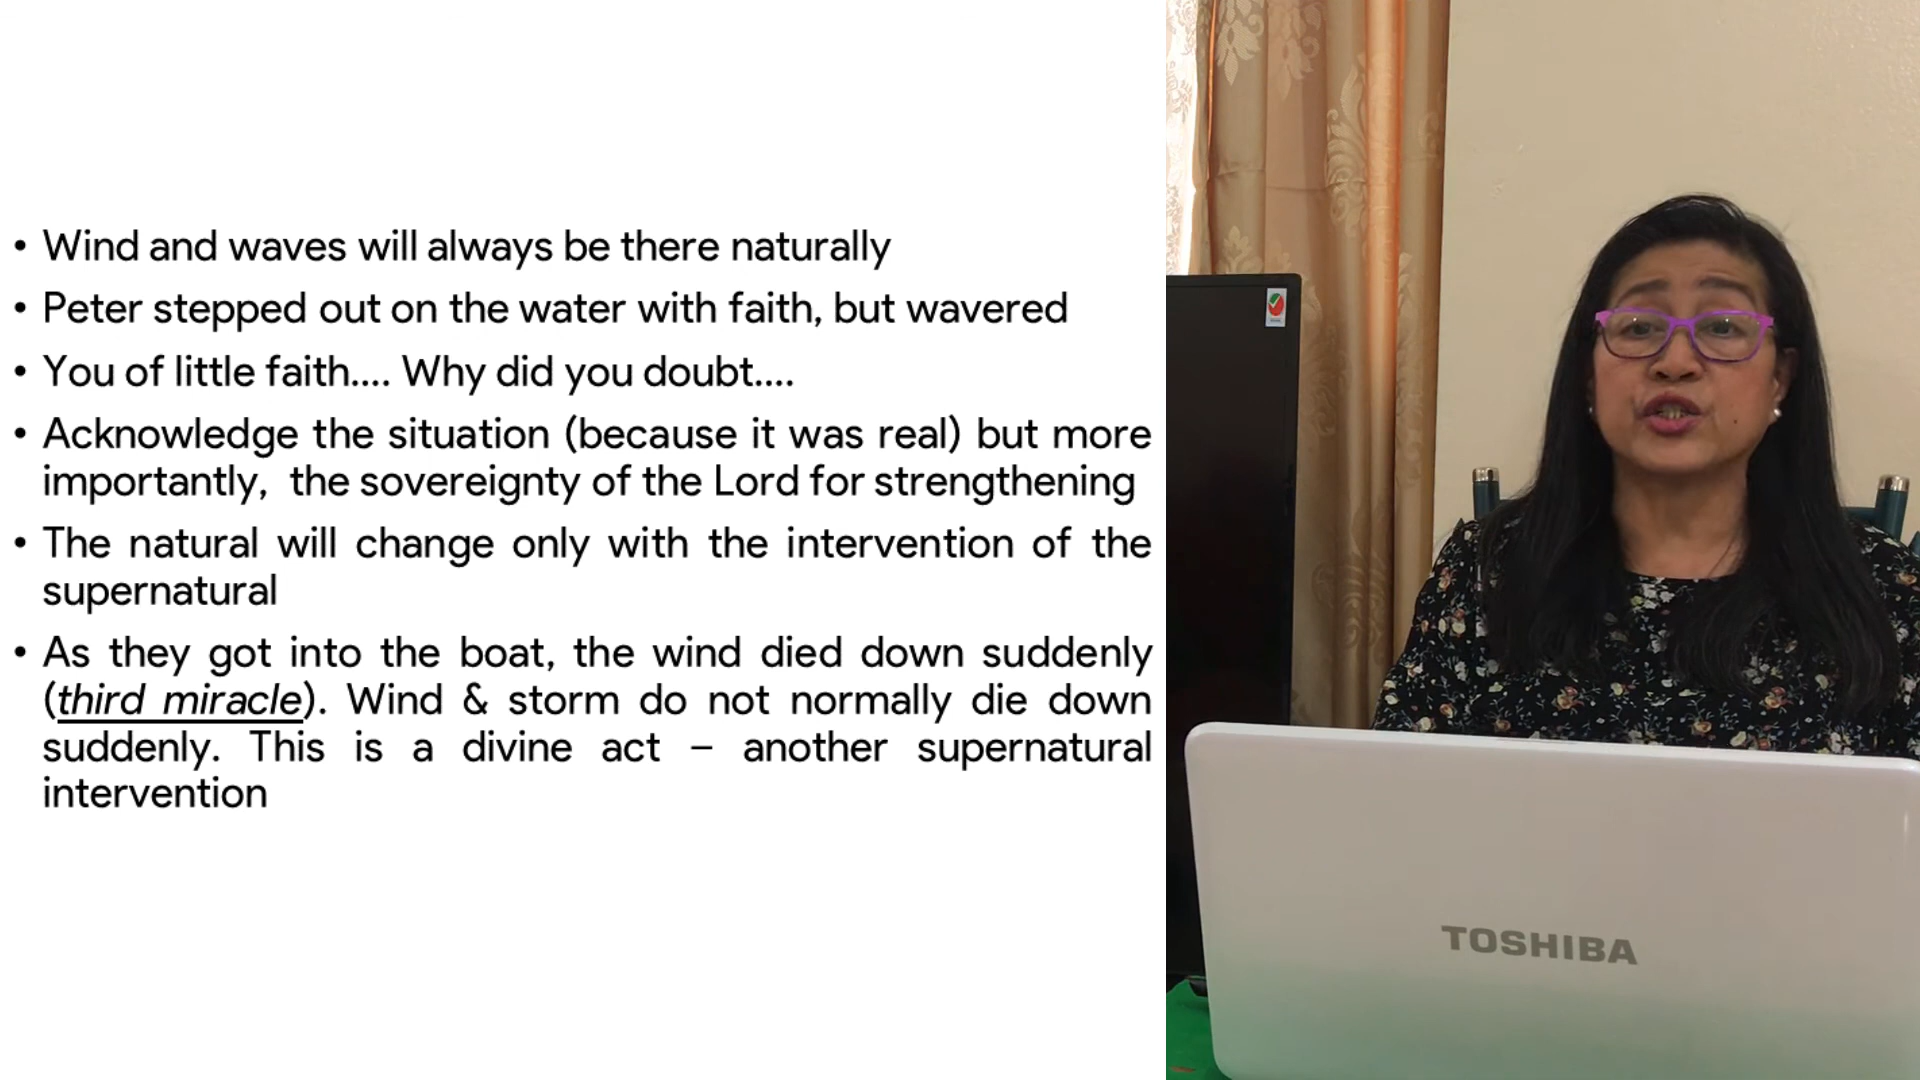 • Wind and waves will always be there naturally
• Peter stepped out on the water with faith, but wavered
• You of little faith.... Why did you doubt....
• Acknowledge the situation (because it was real) but more
importantly, the sovereignty of the Lord for strengthening
• The natural will change only with the intervention of the
supernatural
• As they got into the boat, the wind died down suddenly
(third miracle). Wind & storm do not normally die down
suddenly. This is a divine act – another supernatural
intervention
TOSHIBA